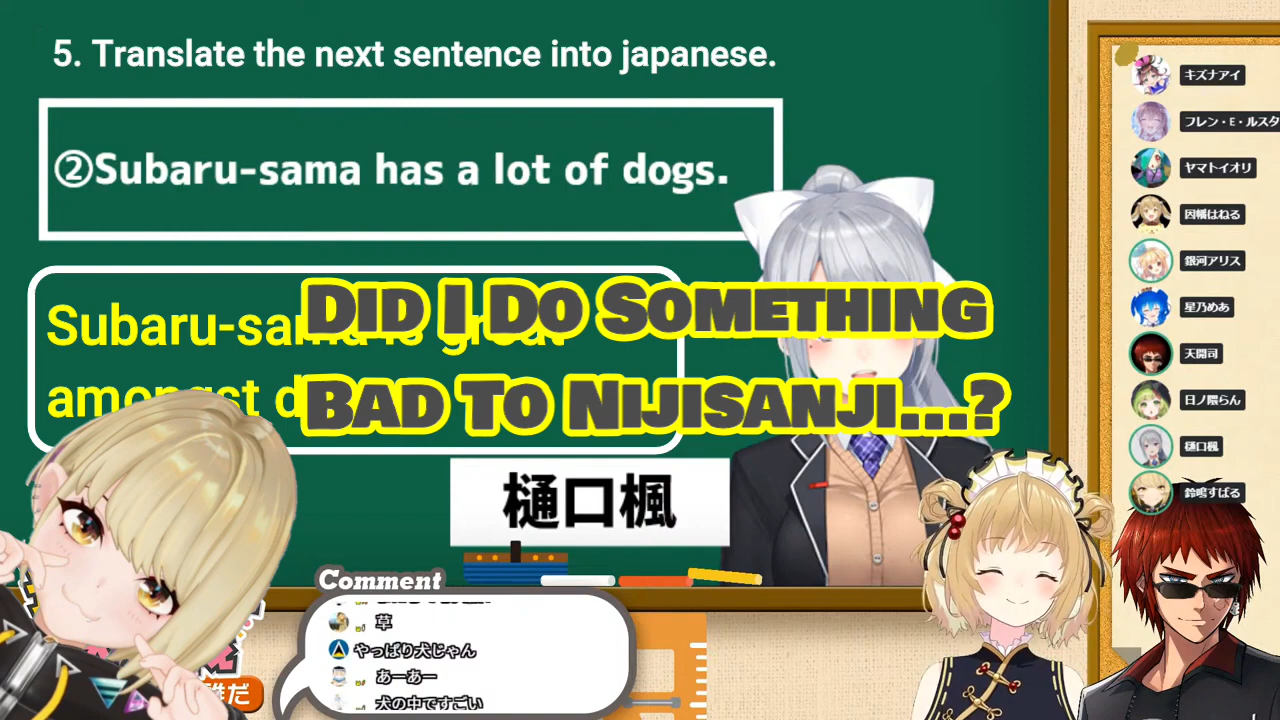 5. Translate the next sentence into japanese.
②Subaru-sama has a lot of dogs.
Subaru-sama is great
amongst d
DID I DO SOMETHING
BAD TO NIJISANJI...?
樋口楓
Comment
草
やっぱり犬じゃん
あーあー
犬の中ですごい
誰だ
キズナアイ
フレン・E・ルスタ
ヤマトイオリ
因幡はねる
銀河アリス
星乃めあ
天開司
日ノ隈らん
樋口楓
鈴鳴すばる